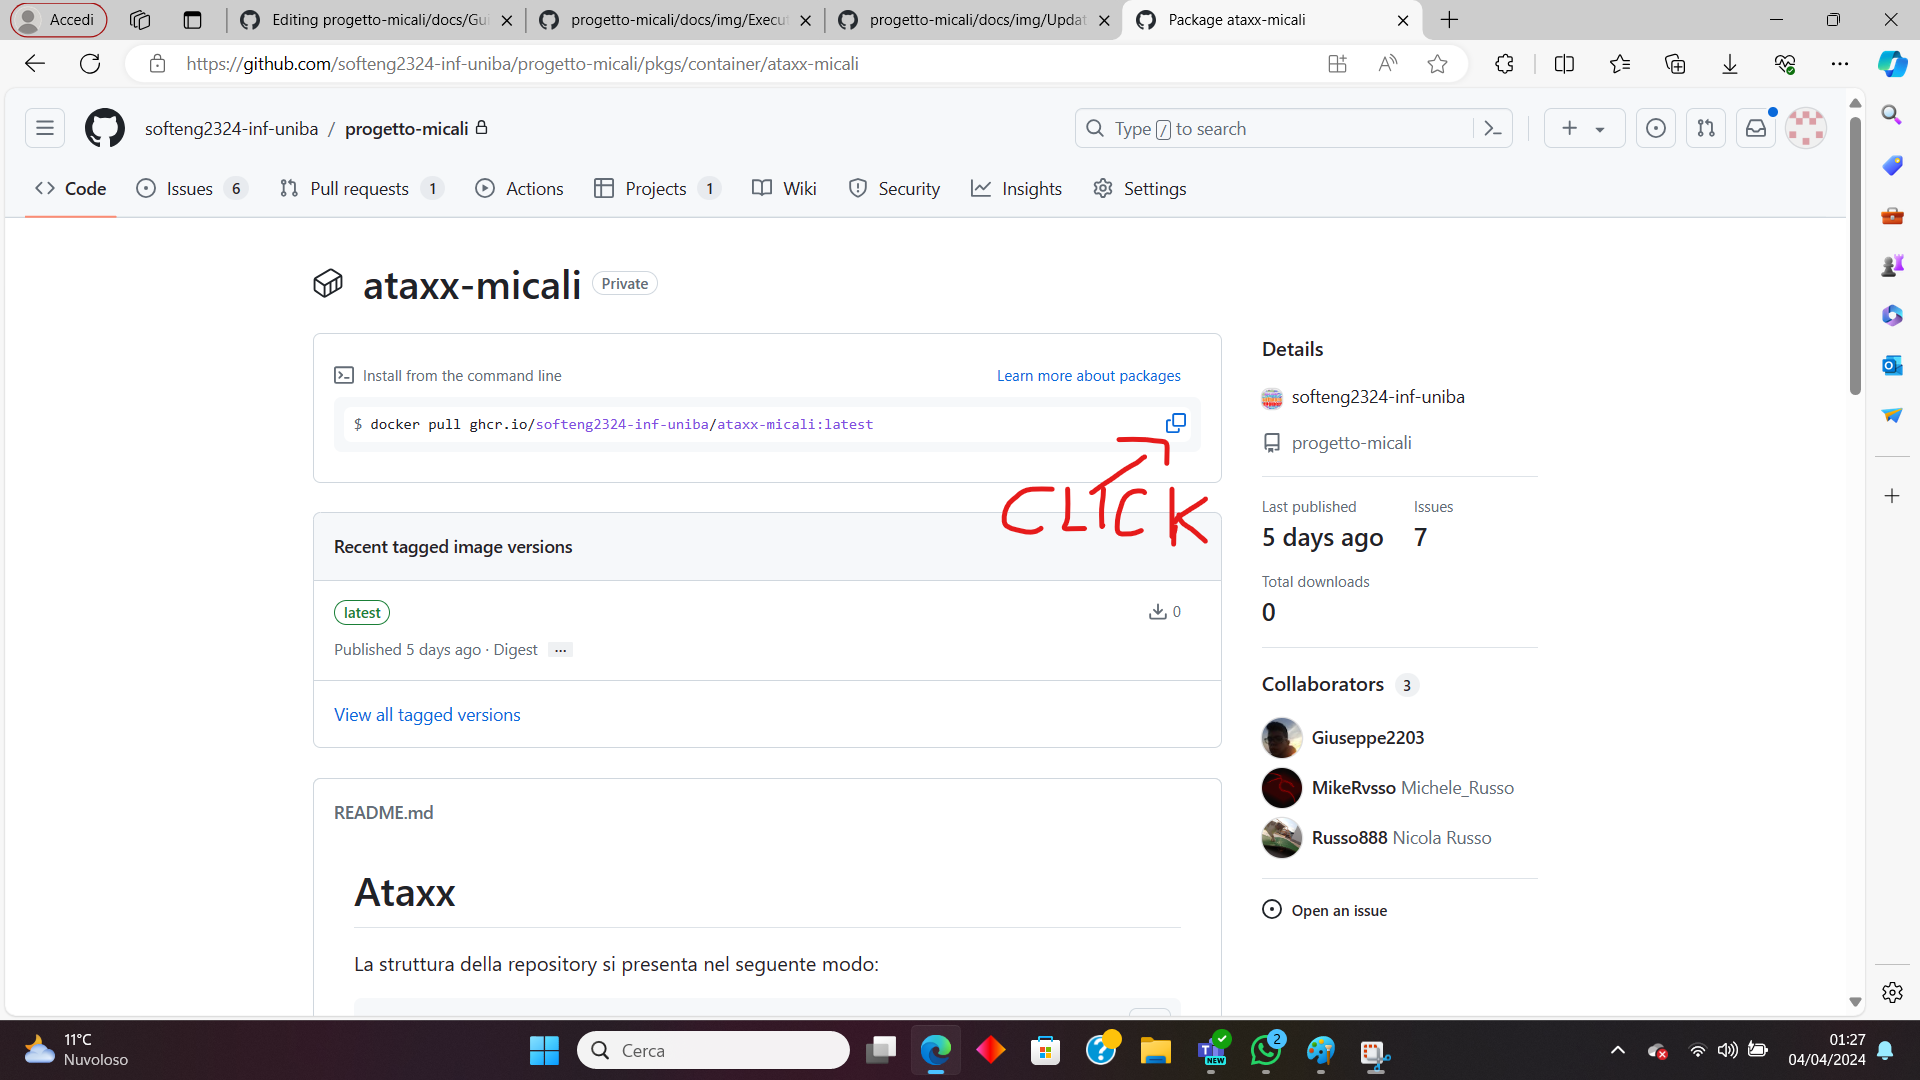 Accedi
Editing progetto-micali/docs/Gui
progetto-micali/docs/img/Execut
progetto-micali/docs/img/Updat
Package ataxx-micali
https://github.com/softeng2324-inf-uniba/progetto-micali/pkgs/container/ataxx-micali
softeng2324-inf-uniba / progetto-micali
Type / to search
Code
Issues 6
Pull requests 1
Actions
Projects 1
Wiki
Security
Insights
Settings
ataxx-micali Private
Install from the command line
Learn more about packages
$ docker pull ghcr.io/softeng2324-inf-uniba/ataxx-micali:latest
CLICK
Recent tagged image versions
latest
0
Published 5 days ago · Digest ...
View all tagged versions
README.md
Ataxx
La struttura della repository si presenta nel seguente modo:
Details
softeng2324-inf-uniba
progetto-micali
Last published
5 days ago
Issues
7
Total downloads
0
Collaborators 3
Giuseppe2203
MikeRvsso Michele_Russo
Russo888 Nicola Russo
Open an issue
11°C
Nuvoloso
Cerca
NEW
2
01:27
04/04/2024